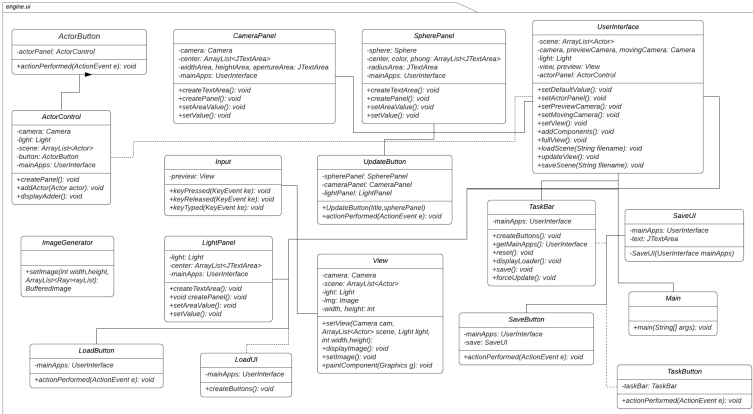 engine.ui
ActorButton
-actorPanel: ActorControl
+actionPerformed(ActionEvent e): void
CameraPanel
-camera: Camera
-center: ArrayList<JTextArea>
-widthArea, heightArea, apertureArea: JTextArea
-mainApps: UserInterface
+createTextArea(): void
+createPanel(): void
+setAreaValue(): void
+setValue(): void
SpherePanel
-sphere: Sphere
-center, color, phong: ArrayList<JTextArea>
-radiusArea: JTextArea
-mainApps: UserInterface
+createTextArea(): void
+createPanel(): void
+setAreaValue(): void
+setValue(): void
UserInterface
-scene: ArrayList<Actor>
-camera, previewCamera, movingCamera: Camera
-light: Light
-view, preview: View
-actorPanel: ActorControl
+setDefaultValue(): void
+setActorPanel(): void
+setPreviewCamera(): void
+setMovingCamera(): void
+setView(): void
+addComponents(): void
+fullView(): void
+loadScene(String filename): void
+updateView(): void
+saveScene(String filename): void
ActorControl
-camera: Camera
-light: Light
-scene: ArrayList<Actor>
-button: ActorButton
-mainApps: UserInterface
+createPanel(): void
+addActor(Actor actor): void
+displayAdder(): void
Input
-preview: View
+keyPressed(KeyEvent ke): void
+keyReleased(KeyEvent ke): void
+keyTyped(KeyEvent ke): void
UpdateButton
-spherePanel: SpherePanel
-cameraPanel: CameraPanel
-lightPanel: LightPanel
+UpdateButton(title,spherePanel)
+actionPerformed(ActionEvent e): void
TaskBar
-mainApps: UserInterface
+createButtons(): void
+getMainApps(): UserInterface
+reset(): void
+displayLoader(): void
+save(): void
+forceUpdate(): void
SaveUI
-mainApps: UserInterface
-text: JTextArea
-SaveUI(UserInterface mainApps)
ImageGenerator
+setImage(int width,height,
ArrayList<Ray>rayList):
BufferedImage
LightPanel
-light: Light
-center: ArrayList<JTextArea>
-mainApps: UserInterface
+createTextArea(): void
+void createPanel(): void
+setAreaValue(): void
+setValue(): void
View
-camera: Camera
-scene: ArrayList<Actor>
-ight: Light
-img: Image
-width, height: int
+setView(Camera cam,
ArrayList<Actor> scene, Light light,
int width,height):
+displayImage(): void
+setImage(): void
+paintComponent(Graphics g): void
Main
+main(String[] args): void
SaveButton
-mainApps: UserInterface
-save: SaveUI
+actionPerformed(ActionEvent e): void
LoadButton
-mainApps: UserInterface
+actionPerformed(ActionEvent e): void
LoadUI
-mainApps: UserInterface
+createButtons(): void
TaskButton
-taskBar: TaskBar
+actionPerformed(ActionEvent e): void